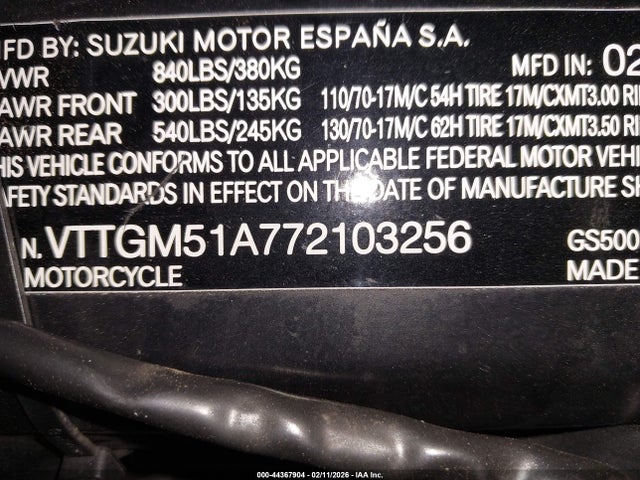 MFD BY: SUZUKI MOTOR ESPAÑA S.A.
VWR 840LBS/380KG MFD IN: 02
AWR FRONT 300LBS/135KG 110/70-17M/C 54H TIRE 17M/CXMT3.00 RI
AWR REAR 540LBS/245KG 130/70-17M/C 62H TIRE 17M/CXMT3.50 RI
HIS VEHICLE CONFORMS TO ALL APPLICABLE FEDERAL MOTOR VEHI
AFETY STANDARDS IN EFFECT ON THE DATE OF MANUFACTURE SH
N. VTTGM51A772103256 GS500
MOTORCYCLE MADE
000-44367904 - 02/11/2026 - IAA Inc.